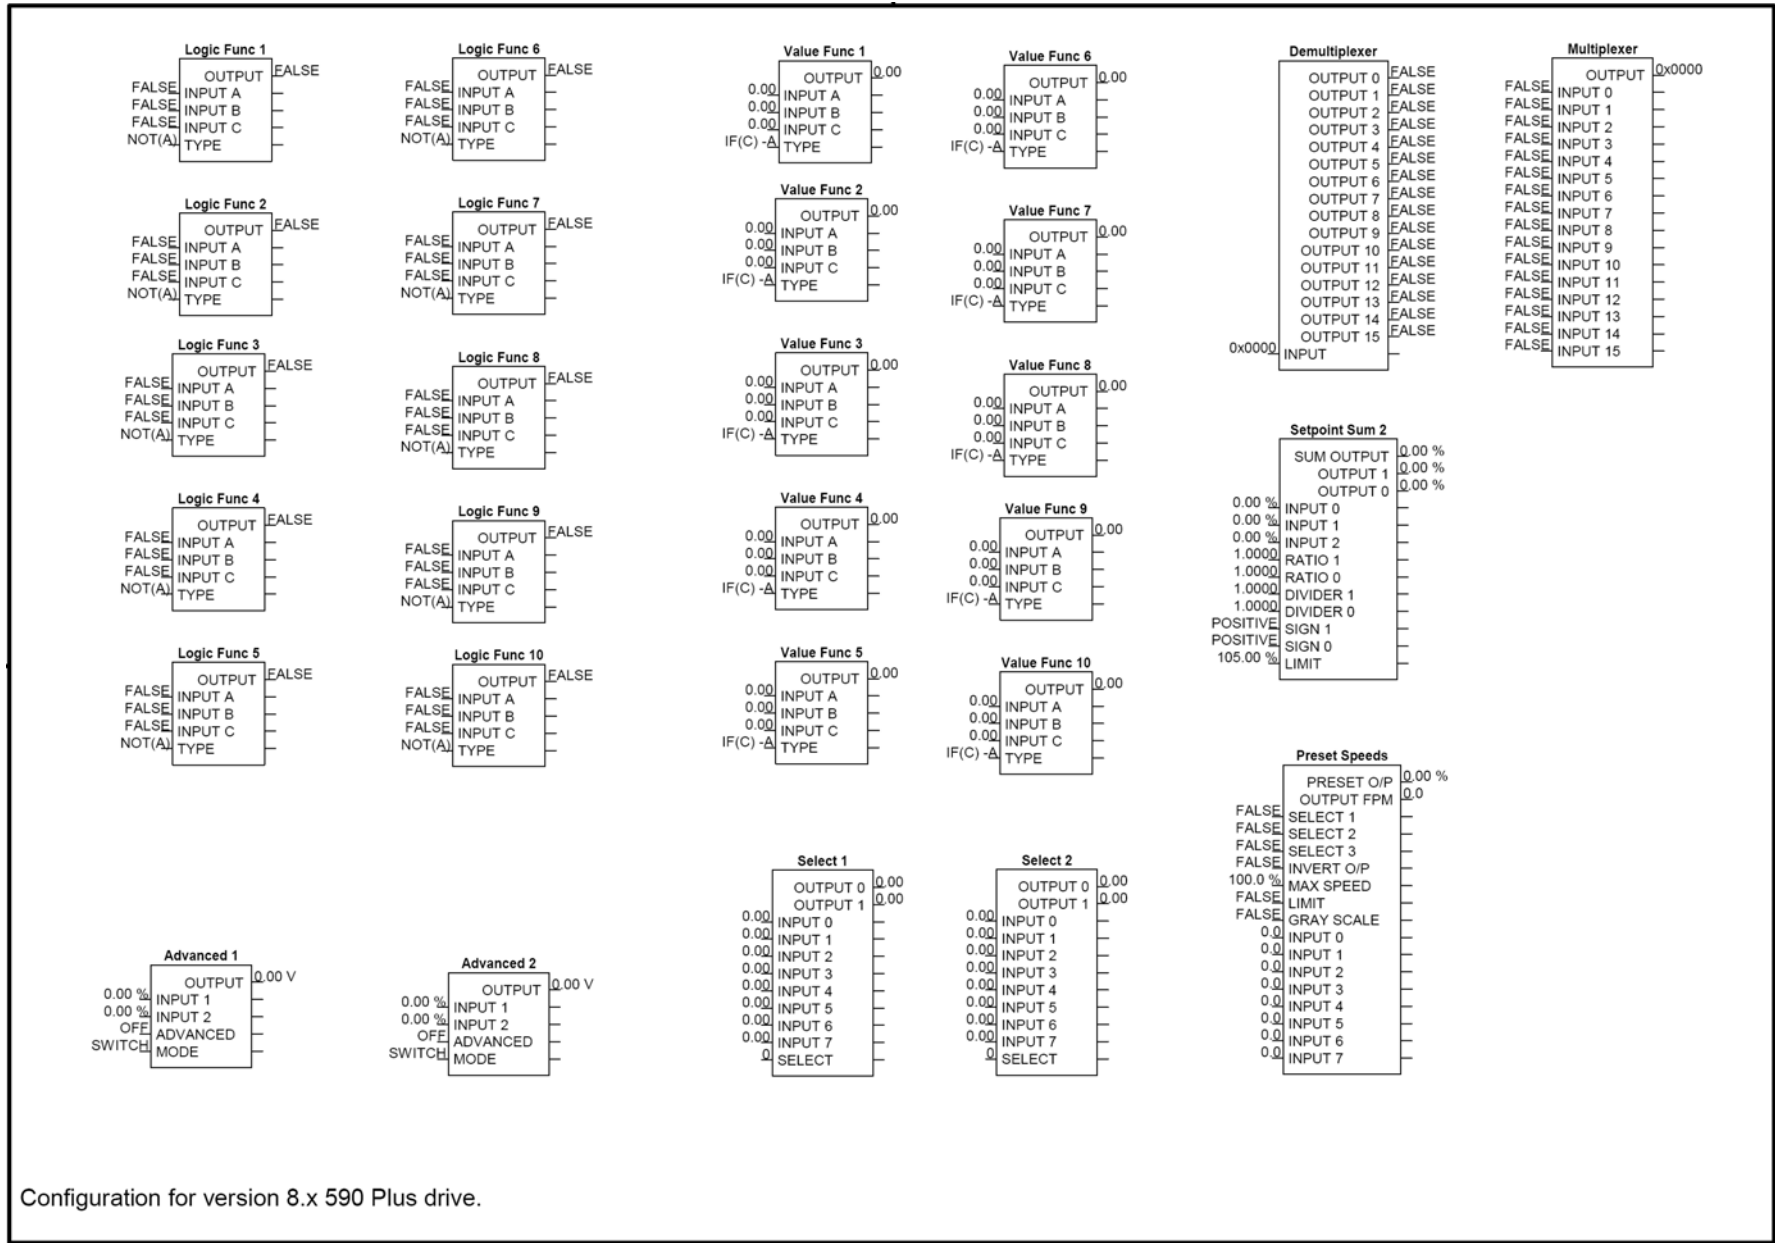 Logic Func 1
OUTPUT FALSE
FALSE INPUT A
FALSE INPUT B
FALSE INPUT C
NOT(A) TYPE
Logic Func 2
OUTPUT FALSE
FALSE INPUT A
FALSE INPUT B
FALSE INPUT C
NOT(A) TYPE
Logic Func 3
OUTPUT FALSE
FALSE INPUT A
FALSE INPUT B
FALSE INPUT C
NOT(A) TYPE
Logic Func 4
OUTPUT FALSE
FALSE INPUT A
FALSE INPUT B
FALSE INPUT C
NOT(A) TYPE
Logic Func 5
OUTPUT FALSE
FALSE INPUT A
FALSE INPUT B
FALSE INPUT C
NOT(A) TYPE
Advanced 1
OUTPUT 0.00 V
0.00 % INPUT 1
0.00 % INPUT 2
OFF ADVANCED
SWITCH MODE
Logic Func 6
OUTPUT FALSE
FALSE INPUT A
FALSE INPUT B
FALSE INPUT C
NOT(A) TYPE
Logic Func 7
OUTPUT FALSE
FALSE INPUT A
FALSE INPUT B
FALSE INPUT C
NOT(A) TYPE
Logic Func 8
OUTPUT FALSE
FALSE INPUT A
FALSE INPUT B
FALSE INPUT C
NOT(A) TYPE
Logic Func 9
OUTPUT FALSE
FALSE INPUT A
FALSE INPUT B
FALSE INPUT C
NOT(A) TYPE
Logic Func 10
OUTPUT FALSE
FALSE INPUT A
FALSE INPUT B
FALSE INPUT C
NOT(A) TYPE
Advanced 2
OUTPUT 0.00 V
0.00 % INPUT 1
0.00 % INPUT 2
OFF ADVANCED
SWITCH MODE
Value Func 1
OUTPUT 0.00
0.00 INPUT A
0.00 INPUT B
0.00 INPUT C
IF(C) -A TYPE
Value Func 2
OUTPUT 0.00
0.00 INPUT A
0.00 INPUT B
0.00 INPUT C
IF(C) -A TYPE
Value Func 3
OUTPUT 0.00
0.00 INPUT A
0.00 INPUT B
0.00 INPUT C
IF(C) -A TYPE
Value Func 4
OUTPUT 0.00
0.00 INPUT A
0.00 INPUT B
0.00 INPUT C
IF(C) -A TYPE
Value Func 5
OUTPUT 0.00
0.00 INPUT A
0.00 INPUT B
0.00 INPUT C
IF(C) -A TYPE
Select 1
OUTPUT 0 0.00
OUTPUT 1 0.00
0.00 INPUT 0
0.00 INPUT 1
0.00 INPUT 2
0.00 INPUT 3
0.00 INPUT 4
0.00 INPUT 5
0.00 INPUT 6
0.00 INPUT 7
0 SELECT
Value Func 6
OUTPUT 0.00
0.00 INPUT A
0.00 INPUT B
0.00 INPUT C
IF(C) -A TYPE
Value Func 7
OUTPUT 0.00
0.00 INPUT A
0.00 INPUT B
0.00 INPUT C
IF(C) -A TYPE
Value Func 8
OUTPUT 0.00
0.00 INPUT A
0.00 INPUT B
0.00 INPUT C
IF(C) -A TYPE
Value Func 9
OUTPUT 0.00
0.00 INPUT A
0.00 INPUT B
0.00 INPUT C
IF(C) -A TYPE
Value Func 10
OUTPUT 0.00
0.00 INPUT A
0.00 INPUT B
0.00 INPUT C
IF(C) -A TYPE
Select 2
OUTPUT 0 0.00
OUTPUT 1 0.00
0.00 INPUT 0
0.00 INPUT 1
0.00 INPUT 2
0.00 INPUT 3
0.00 INPUT 4
0.00 INPUT 5
0.00 INPUT 6
0.00 INPUT 7
0 SELECT
Demultiplexer
OUTPUT 0 FALSE
OUTPUT 1 FALSE
OUTPUT 2 FALSE
OUTPUT 3 FALSE
OUTPUT 4 FALSE
OUTPUT 5 FALSE
OUTPUT 6 FALSE
OUTPUT 7 FALSE
OUTPUT 8 FALSE
OUTPUT 9 FALSE
OUTPUT 10 FALSE
OUTPUT 11 FALSE
OUTPUT 12 FALSE
OUTPUT 13 FALSE
OUTPUT 14 FALSE
OUTPUT 15 FALSE
0x0000 INPUT
Setpoint Sum 2
SUM OUTPUT 0.00 %
OUTPUT 1 0.00 %
OUTPUT 0 0.00 %
0.00 % INPUT 0
0.00 % INPUT 1
0.00 % INPUT 2
1.0000 RATIO 1
1.0000 RATIO 0
1.0000 DIVIDER 1
1.0000 DIVIDER 0
POSITIVE SIGN 1
POSITIVE SIGN 0
105.00 % LIMIT
Preset Speeds
PRESET O/P 0.00 %
OUTPUT FPM 0.0
FALSE SELECT 1
FALSE SELECT 2
FALSE SELECT 3
FALSE INVERT O/P
100.0 % MAX SPEED
FALSE LIMIT
FALSE GRAY SCALE
0.0 INPUT 0
0.0 INPUT 1
0.0 INPUT 2
0.0 INPUT 3
0.0 INPUT 4
0.0 INPUT 5
0.0 INPUT 6
0.0 INPUT 7
Multiplexer
OUTPUT 0x0000
FALSE INPUT 0
FALSE INPUT 1
FALSE INPUT 2
FALSE INPUT 3
FALSE INPUT 4
FALSE INPUT 5
FALSE INPUT 6
FALSE INPUT 7
FALSE INPUT 8
FALSE INPUT 9
FALSE INPUT 10
FALSE INPUT 11
FALSE INPUT 12
FALSE INPUT 13
FALSE INPUT 14
FALSE INPUT 15
Configuration for version 8.x 590 Plus drive.